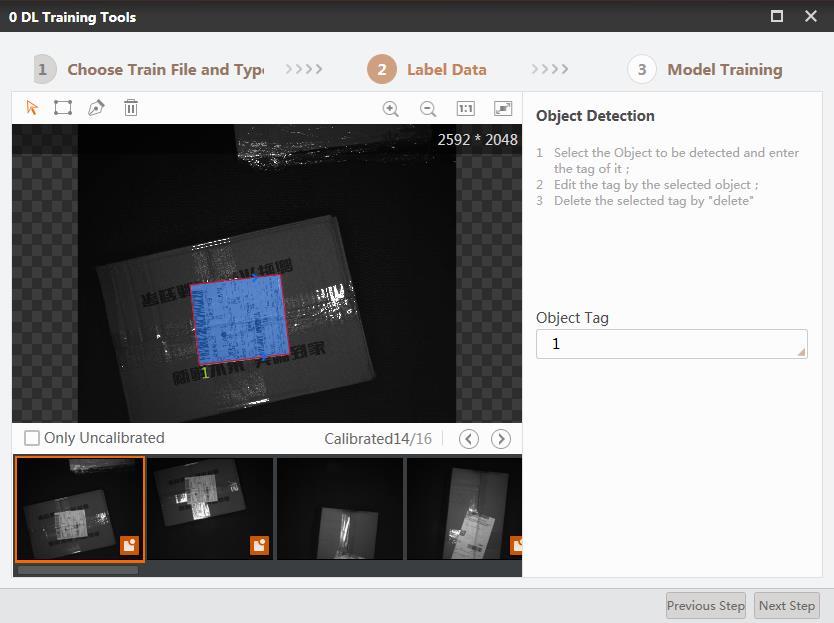 0 DL Training Tools
1 Choose Train File and Type
2 Label Data
3 Model Training
1:1
Object Detection
2592 * 2048
1 Select the Object to be detected and enter
the tag of it ;
2 Edit the tag by the selected object ;
3 Delete the selected tag by "delete"
Object Tag
1
1
Only Uncalibrated
Calibrated14/16
Previous Step
Next Step